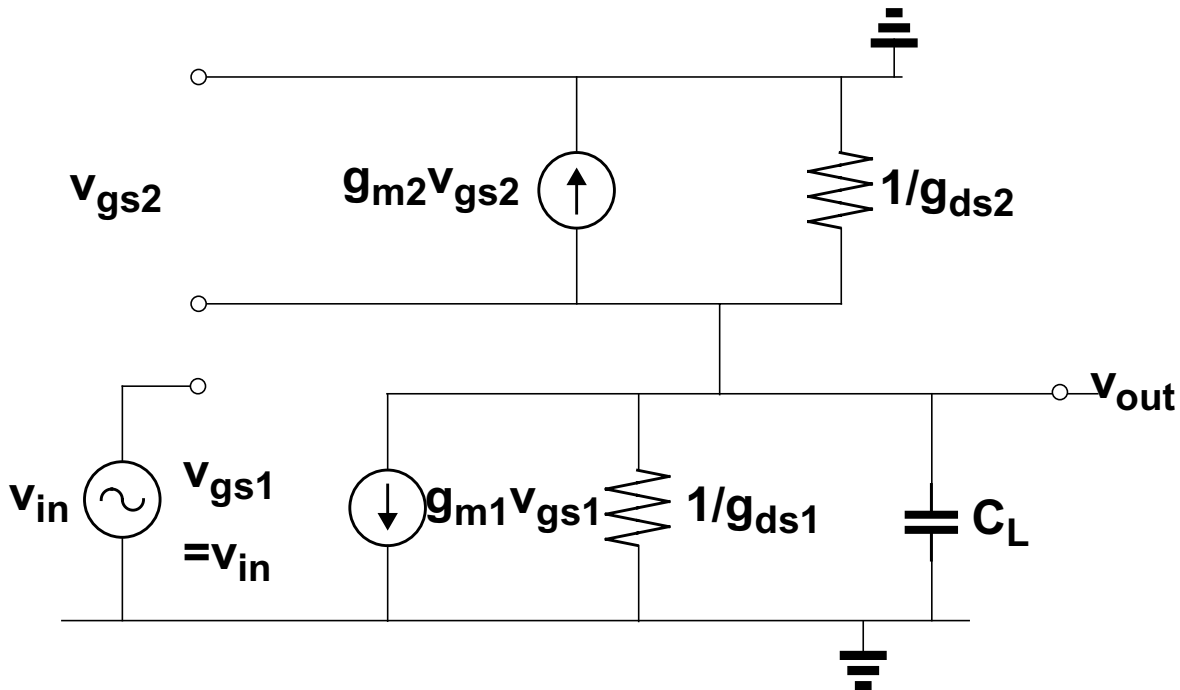 v_gs2
g_m2v_gs2
1/g_ds2
v_out
v_in
v_gs1
=v_in
g_m1v_gs1
1/g_ds1
C_L